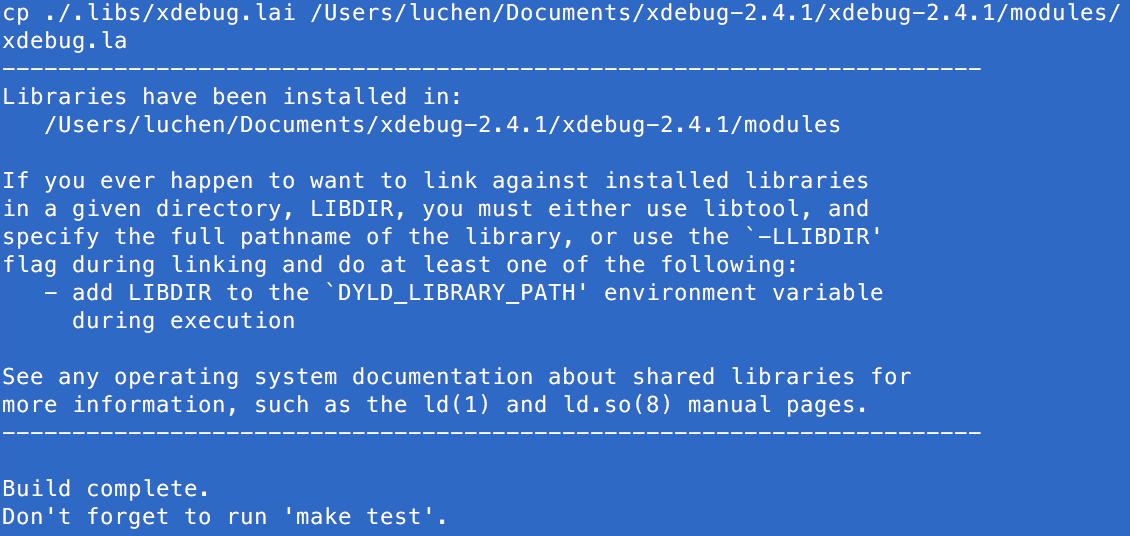 cp ./.libs/xdebug.lai /Users/luchen/Documents/xdebug-2.4.1/xdebug-2.4.1/modules/
xdebug.la
----------------------------------------------------------------------
Libraries have been installed in:
   /Users/luchen/Documents/xdebug-2.4.1/xdebug-2.4.1/modules

If you ever happen to want to link against installed libraries
in a given directory, LIBDIR, you must either use libtool, and
specify the full pathname of the library, or use the `-LLIBDIR'
flag during linking and do at least one of the following:
   - add LIBDIR to the `DYLD_LIBRARY_PATH' environment variable
     during execution

See any operating system documentation about shared libraries for
more information, such as the ld(1) and ld.so(8) manual pages.
----------------------------------------------------------------------

Build complete.
Don't forget to run 'make test'.